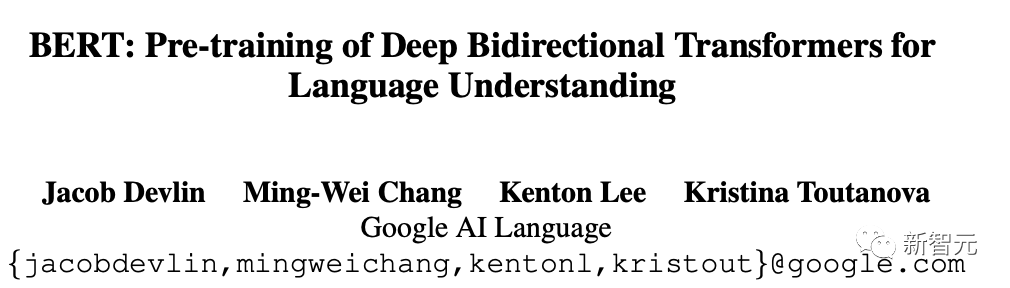 BERT: Pre-training of Deep Bidirectional Transformers for
Language Understanding
Jacob Devlin Ming-Wei Chang Kenton Lee Kristina Toutanova
Google AI Language
新智元
{jacobdevlin,mingweichang,kentonl,kristout}@google.com